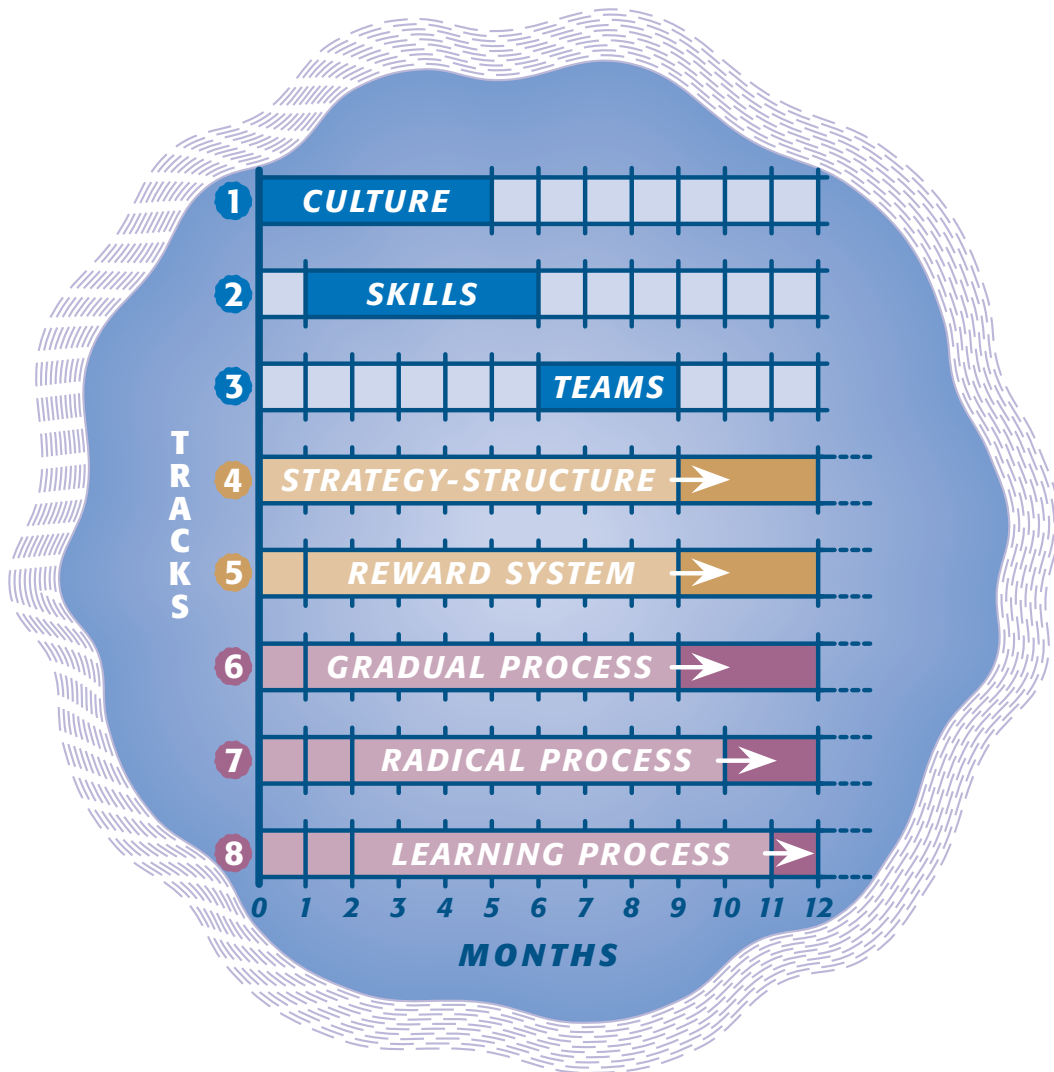 1 CULTURE
2 SKILLS
3 TEAMS
TRACKS
4 STRATEGY-STRUCTURE
5 REWARD SYSTEM
6 GRADUAL PROCESS
7 RADICAL PROCESS
8 LEARNING PROCESS
0 1 2 3 4 5 6 7 8 9 10 11 12
MONTHS